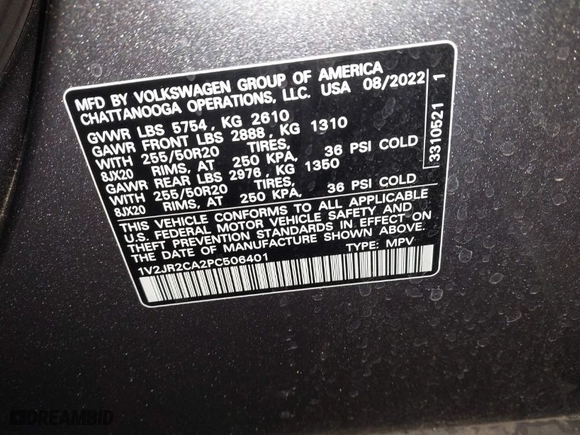 MFD BY VOLKSWAGEN GROUP OF AMERICA
CHATTANOOGA OPERATIONS, LLC. USA 08/2022
GVWR LBS 5754, KG 2610
GAWR FRONT LBS 2888, KG 1310
WITH 255/50R20 TIRES,
8JX20 RIMS, AT 250 KPA, 36 PSI COLD
GAWR REAR LBS 2976, KG 1350
WITH 255/50R20 TIRES,
8JX20 RIMS, AT 250 KPA, 36 PSI COLD
THIS VEHICLE CONFORMS TO ALL APPLICABLE
U.S. FEDERAL MOTOR VEHICLE SAFETY AND
THEFT PREVENTION STANDARDS IN EFFECT ON
THE DATE OF MANUFACTURE SHOWN ABOVE.
1V2JR2CA2PC506401 TYPE: MPV
3310521 1
DREAMBID